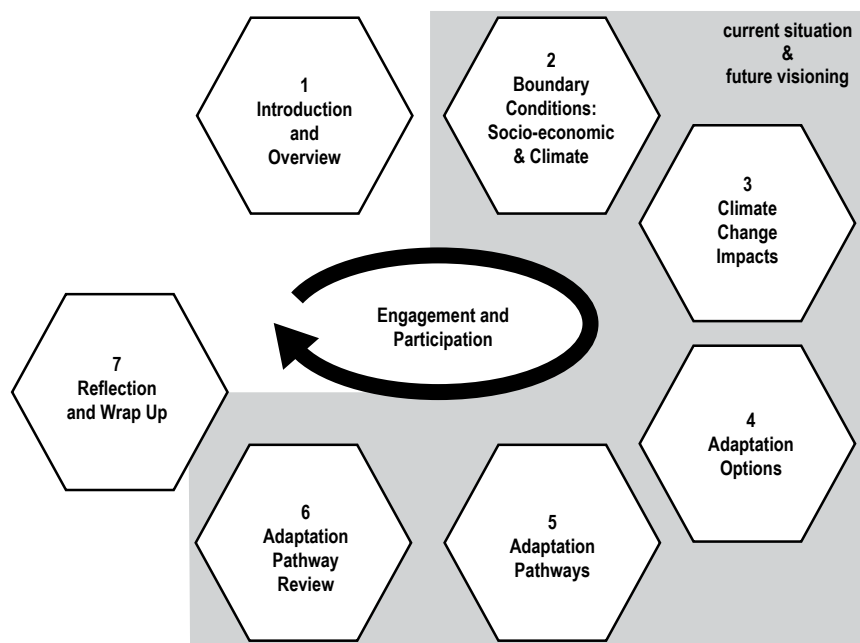 current situation
&
future visioning
1
Introduction
and
Overview
2
Boundary
Conditions:
Socio-economic
& Climate
3
Climate
Change
Impacts
Engagement and
Participation
4
Adaptation
Options
5
Adaptation
Pathways
6
Adaptation
Pathway
Review
7
Reflection
and Wrap Up